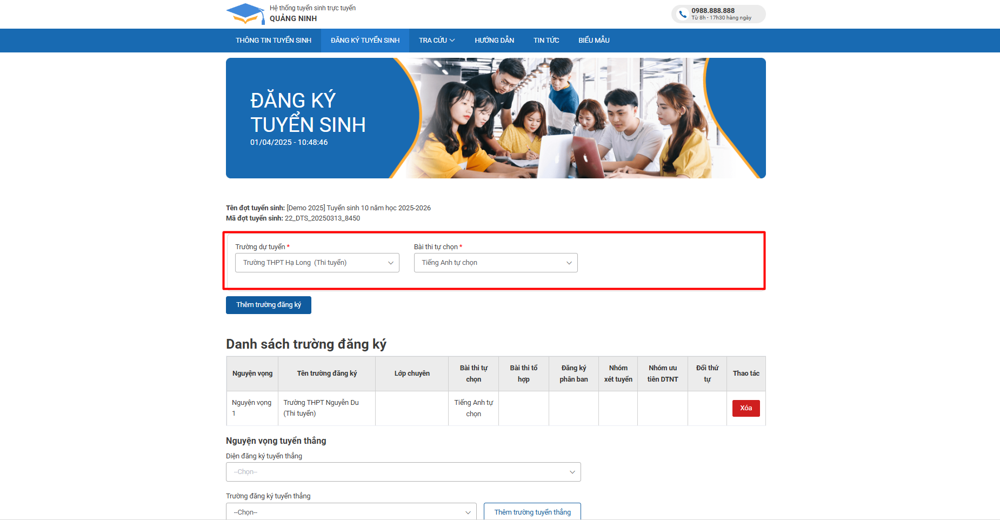 Hệ thống tuyển sinh trực tuyến
QUẢNG NINH
0988.888.888
Từ 8h - 17h30 hàng ngày
THÔNG TIN TUYỂN SINH
ĐĂNG KÝ TUYỂN SINH
TRA CỨU
HƯỚNG DẪN
TIN TỨC
BIỂU MẪU
ĐĂNG KÝ
TUYỂN SINH
01/04/2025 - 10:48:46
Tên đợt tuyển sinh: [Demo 2025] Tuyển sinh 10 năm học 2025-2026
Mã đợt tuyển sinh: 22_DTS_20250313_8450
Trường dự tuyển *
Bài thi tự chọn *
Trường THPT Hạ Long (Thi tuyển)
Tiếng Anh tự chọn
Thêm trường đăng ký
Danh sách trường đăng ký
Nguyện vọng
Tên trường đăng ký
Lớp chuyên
Bài thi tự
chọn
Bài thi tổ
hợp
Đăng ký
phân ban
Nhóm
xét tuyển
Nhóm ưu
tiên DTNT
Đổi thứ
tự
Thao tác
Nguyện vọng
1
Trường THPT Nguyễn Du
(Thi tuyển)
Tiếng Anh tự
chọn
Xóa
Nguyện vọng tuyển thẳng
Diện đăng ký tuyển thẳng
--Chọn--
Trường đăng ký tuyển thẳng
--Chọn--
Thêm trường tuyển thẳng